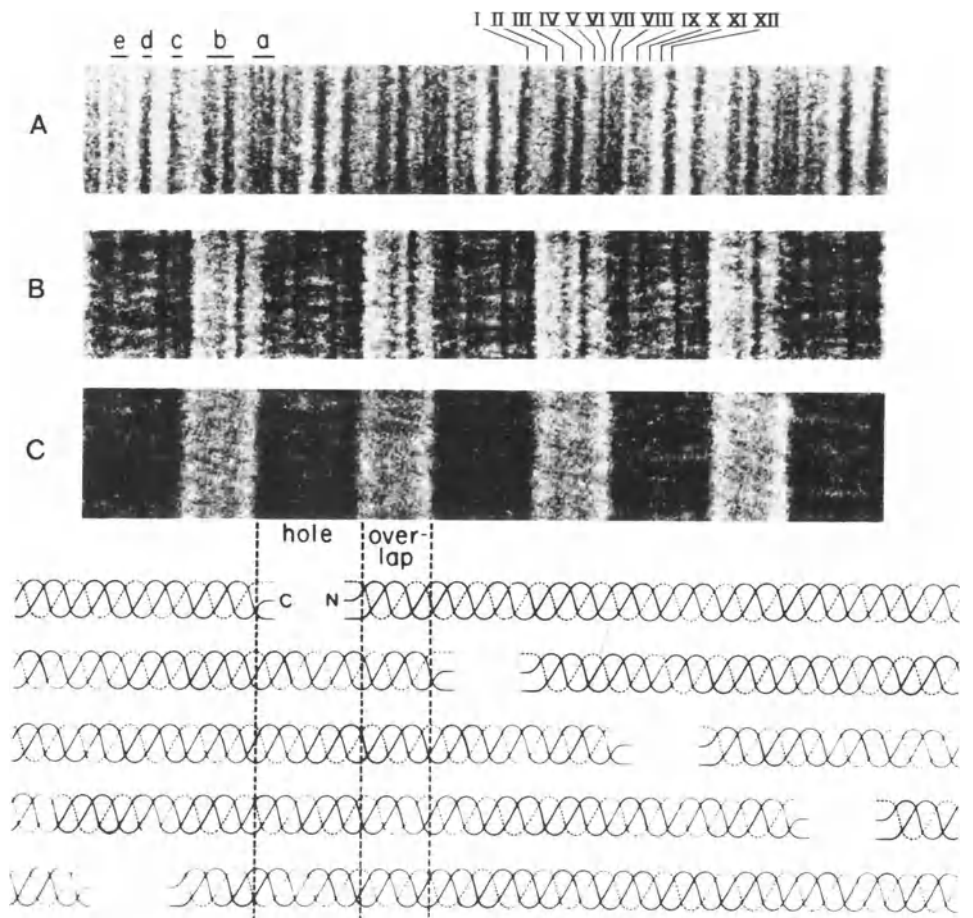 I II III IV V VI VII VIII IX X XI XII
e d c b a
A
B
C
hole over-
lap
C N